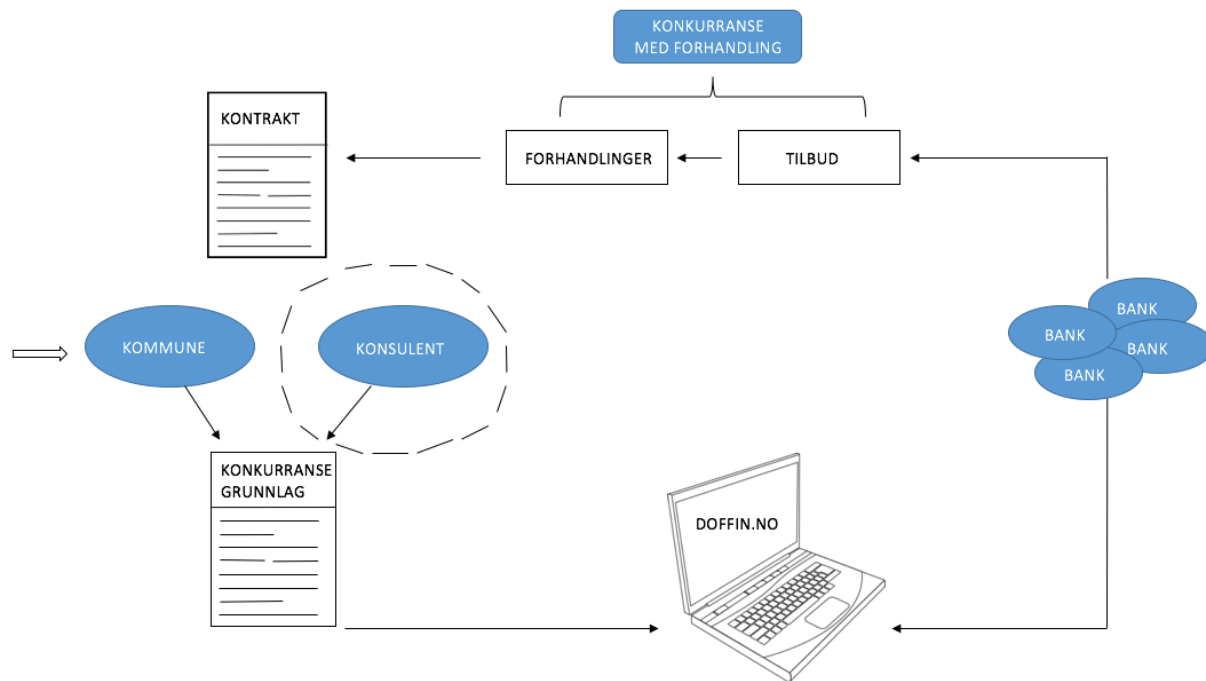 KONKURRANSE
MED FORHANDLING
KONTRAKT
FORHANDLINGER
TILBUD
KOMMUNE
KONSULENT
BANK
BANK
BANK
BANK
KONKURRANSE
GRUNNLAG
DOFFIN.NO